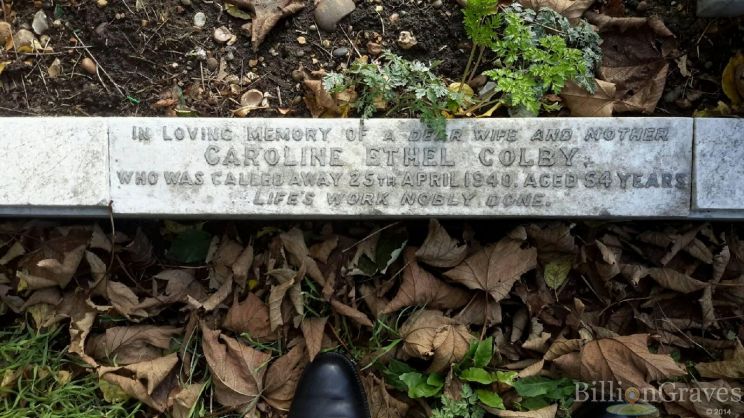 IN LOVING MEMORY OF A DEAR WIFE AND MOTHER
CAROLINE ETHEL COLBY,
WHO WAS CALLED AWAY 25TH APRIL 1940. AGED 54 YEARS
LIFE'S WORK NOBLY DONE.
BillionGraves
© 2014